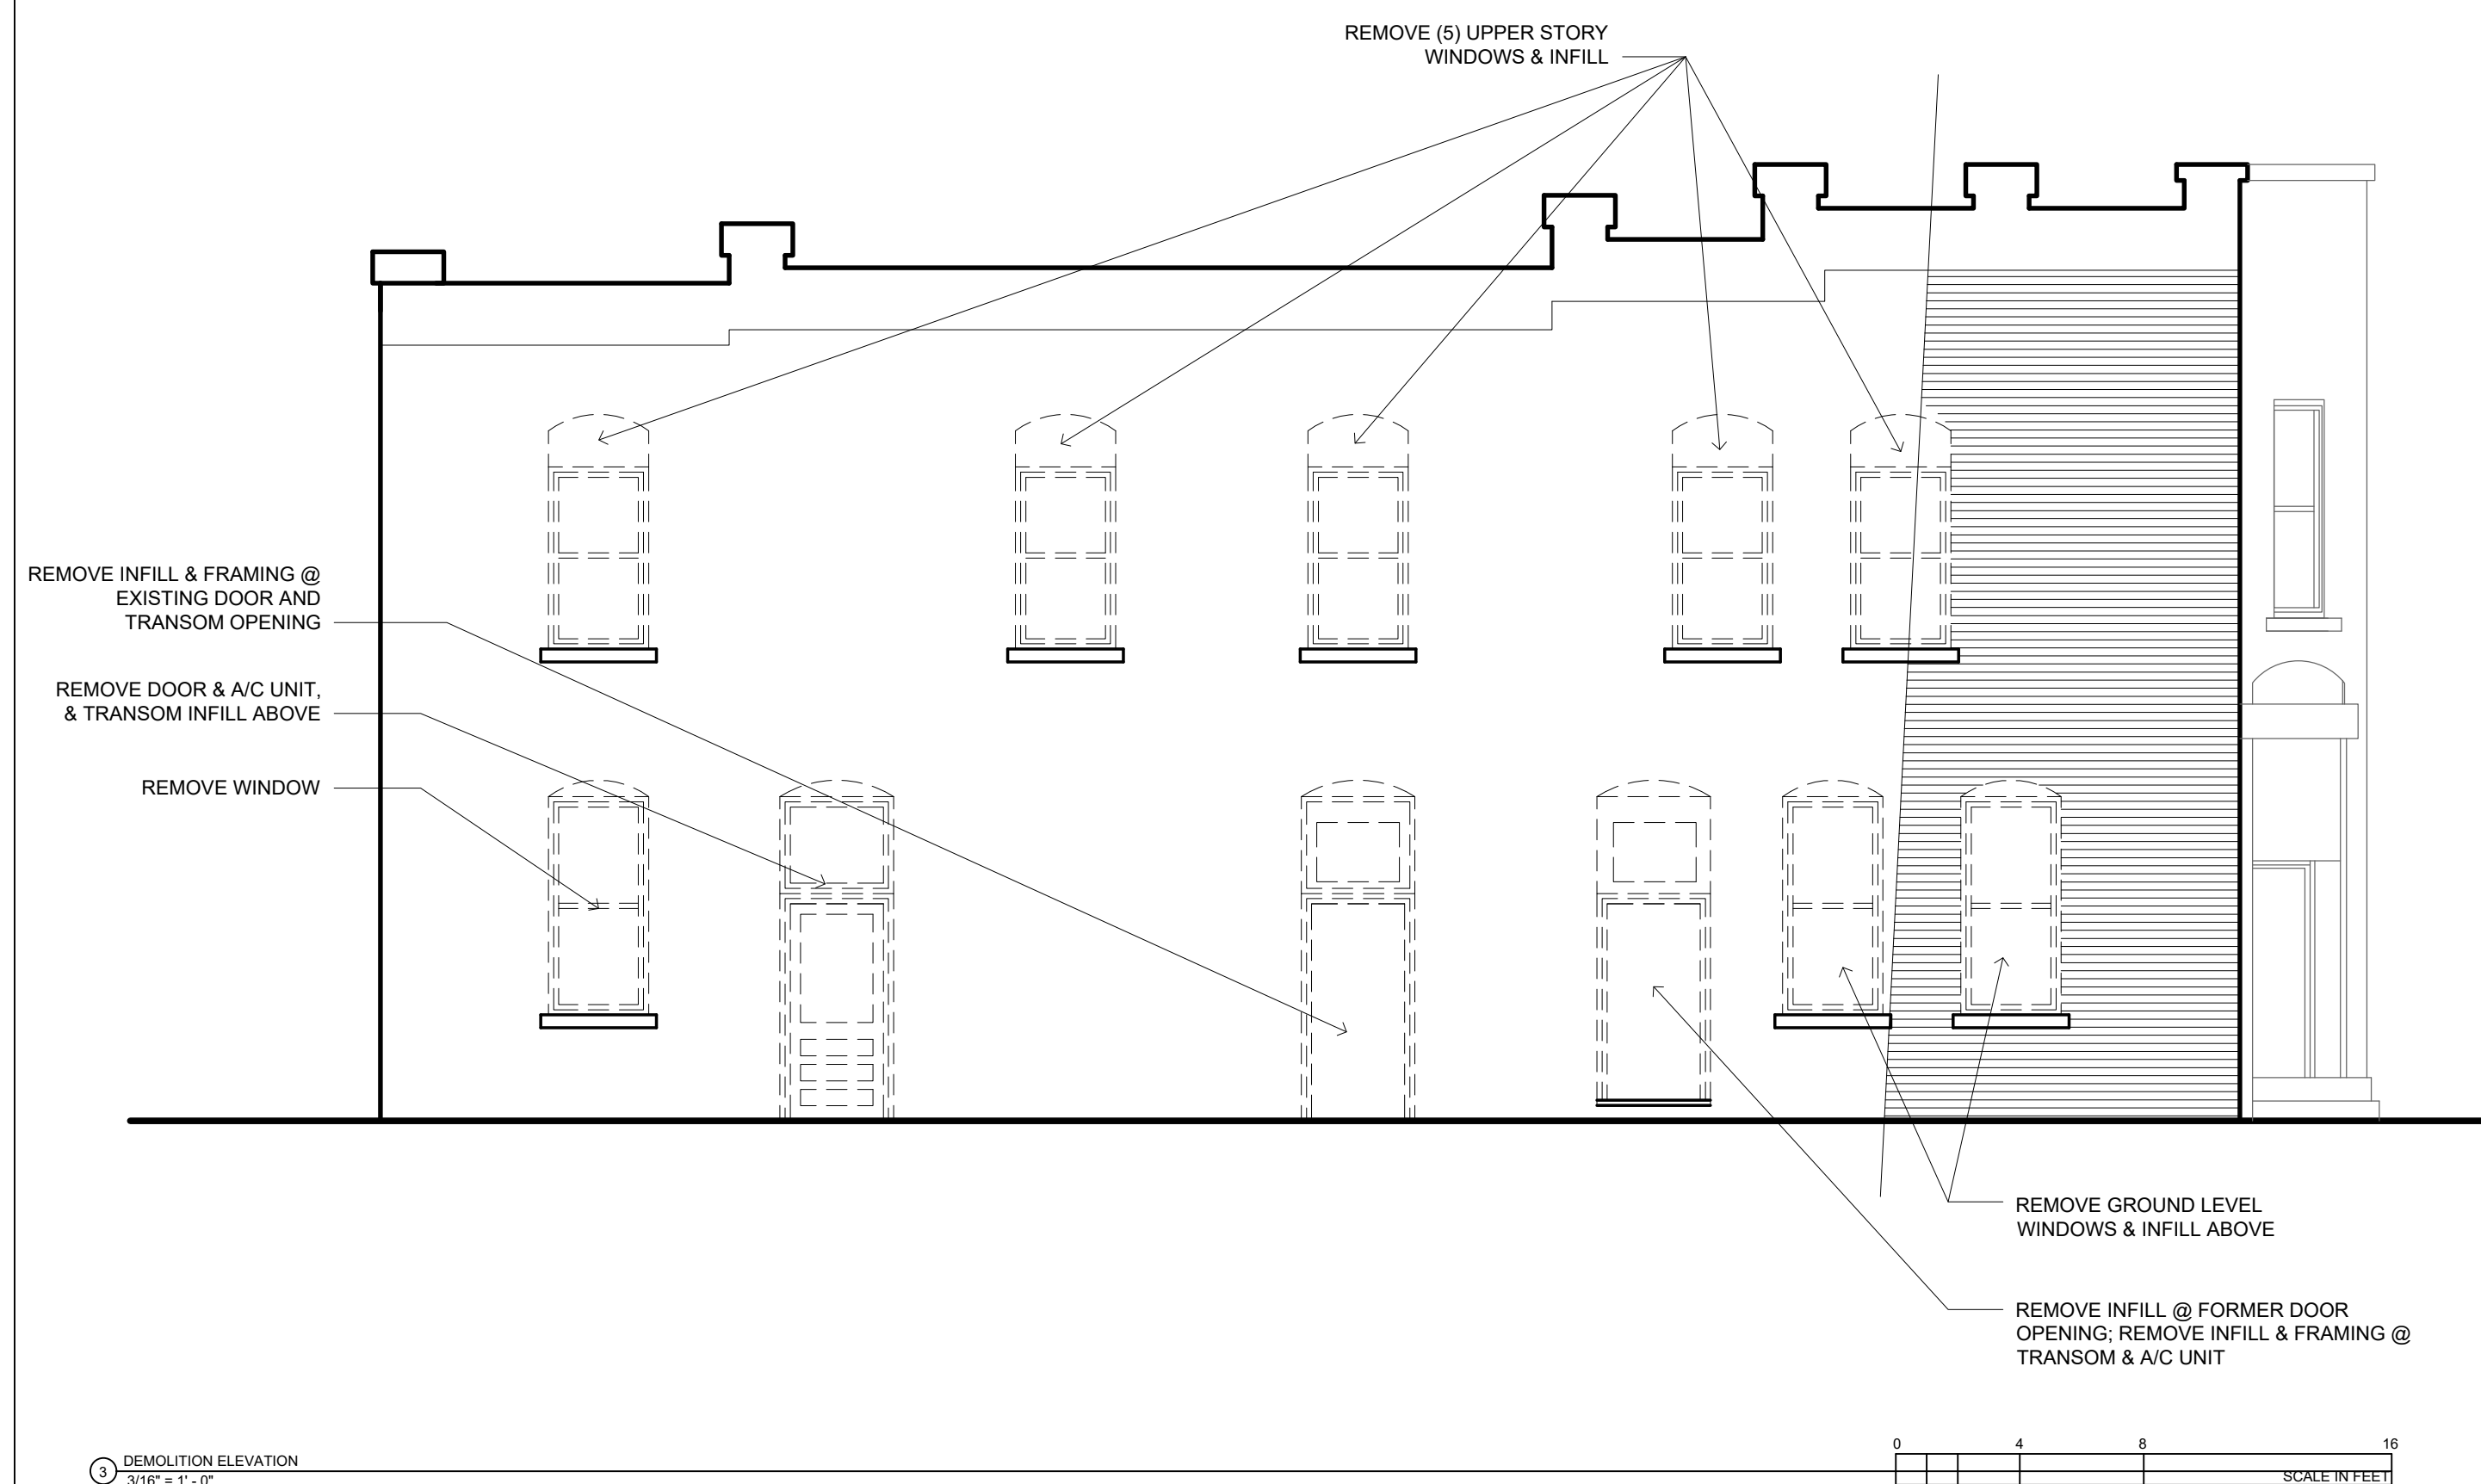 REMOVE (5) UPPER STORY
WINDOWS & INFILL
REMOVE INFILL & FRAMING @
EXISTING DOOR AND
TRANSOM OPENING
REMOVE DOOR & A/C UNIT,
& TRANSOM INFILL ABOVE
REMOVE WINDOW
REMOVE GROUND LEVEL
WINDOWS & INFILL ABOVE
REMOVE INFILL @ FORMER DOOR
OPENING; REMOVE INFILL & FRAMING @
TRANSOM & A/C UNIT
3 DEMOLITION ELEVATION
3/16" = 1' - 0"
0 4 8 16
SCALE IN FEET